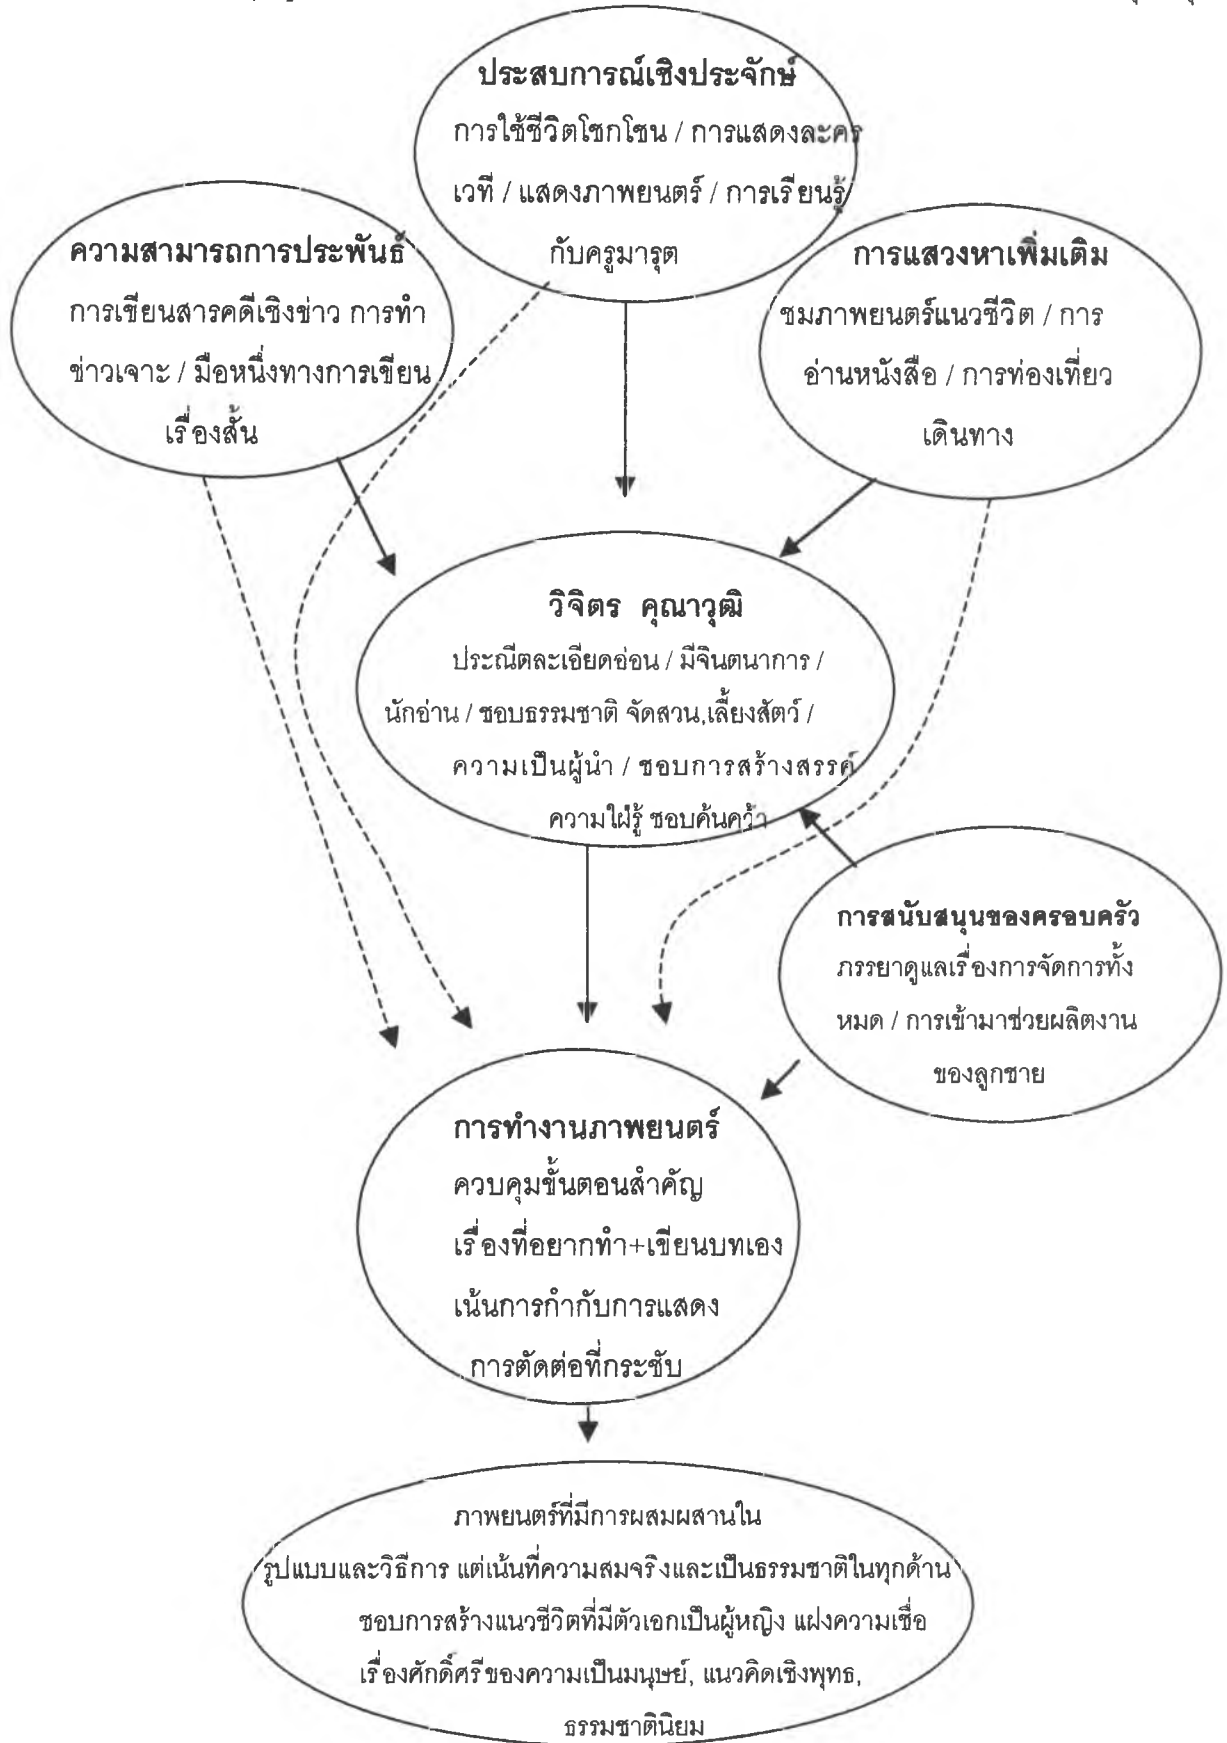 ประสบการณ์เชิงประจักษ์
การใช้ชีวิตโชกโชน / การแสดงละคร
เวที / แสดงภาพยนตร์ / การเรียนรู้
กับครูมารุต
ความสามารถการประพันธ์
การเขียนสารคดีเชิงข่าว การทำ
ข่าวเจาะ / มือหนึ่งทางการเขียน
เรื่องสั้น
การแสวงหาเพิ่มเติม
ชมภาพยนตร์แนวชีวิต / การ
อ่านหนังสือ / การท่องเที่ยว
เดินทาง
วิจิตร คุณาวุฒิ
ประณีตละเอียดอ่อน / มีจินตนาการ /
นักอ่าน / ชอบธรรมชาติ จัดสวน,เลี้ยงสัตว์ /
ความเป็นผู้นำ / ชอบการสร้างสรรค์
ความใฝ่รู้ ชอบค้นคว้า
การสนับสนุนของครอบครัว
ภรรยาดูแลเรื่องการจัดการทั้ง
หมด / การเข้ามาช่วยผลิตงาน
ของลูกชาย
การทำงานภาพยนตร์
ควบคุมขั้นตอนสำคัญ
เรื่องที่อยากทำ+เขียนบทเอง
เน้นการกำกับการแสดง
การตัดต่อที่กระชับ
ภาพยนตร์ที่มีการผสมผสานใน
รูปแบบและวิธีการ แต่เน้นที่ความสมจริงและเป็นธรรมชาติในทุกด้าน
ชอบการสร้างแนวชีวิตที่มีตัวเอกเป็นผู้หญิง แฝงความเชื่อ
เรื่องศักดิ์ศรีของความเป็นมนุษย์, แนวคิดเชิงพุทธ,
ธรรมชาตินิยม